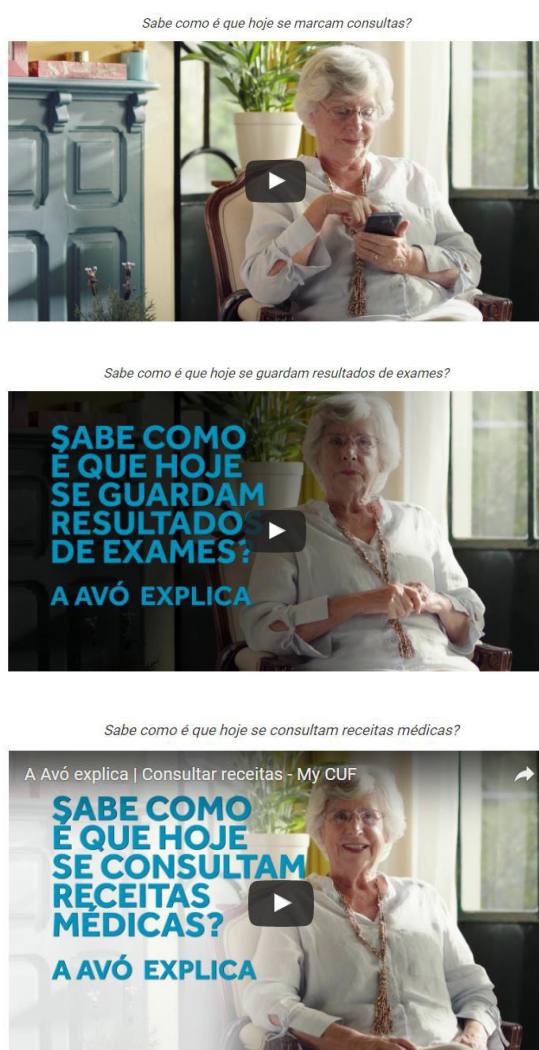 Sabe como é que hoje se marcam consultas?
Sabe como é que hoje se guardam resultados de exames?
SABE COMO
É QUE HOJE
SE GUARDAM
RESULTADOS
DE EXAMES?
A AVÓ EXPLICA
Sabe como é que hoje se consultam receitas médicas?
A Avó explica | Consultar receitas - My CUF
SABE COMO
É QUE HOJE
SE CONSULTAM
RECEITAS
MÉDICAS?
A AVÓ EXPLICA